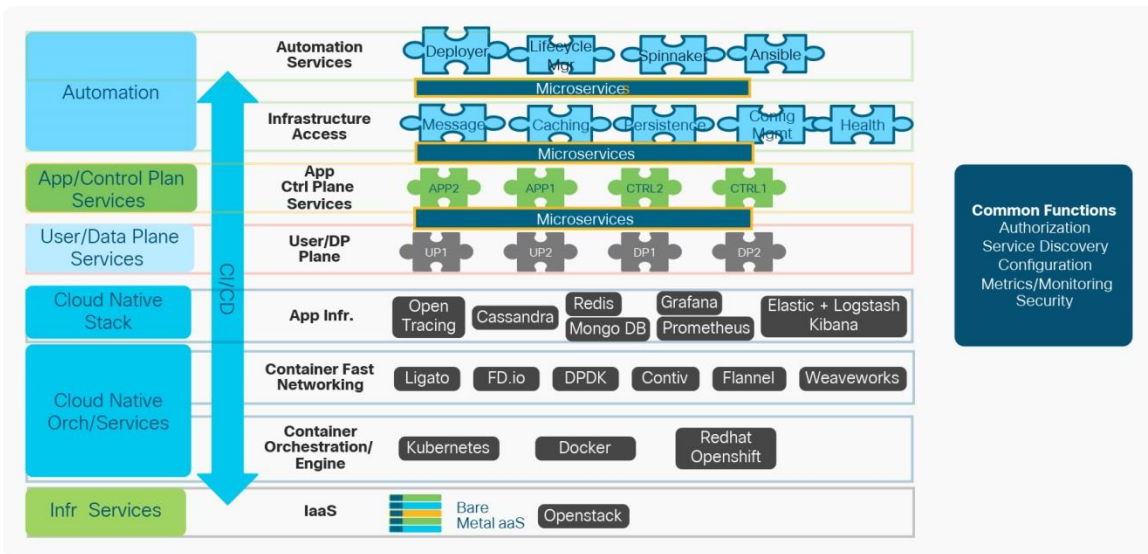 Automation
Automation
Services
Deployer
Lifecycle
Mgr
Spinnaker
Ansible
Microservices
Infrastructure
Access
Message
Caching
Persistence
Config
Mgmt
Health
Microservices
App/Control Plan
Services
App
Ctrl Plane
Services
APP2
APP1
CTRL2
CTRL1
Microservices
User/Data Plane
Services
User/DP
Plane
UP1
UP2
DP1
DP2
CI/CD
Cloud Native
Stack
App Infr.
Open
Tracing
Cassandra
Redis
Mongo DB
Grafana
Prometheus
Elastic + Logstash
Kibana
Cloud Native
Orch/Services
Container Fast
Networking
Ligato
FD.io
DPDK
Contiv
Flannel
Weaveworks
Container
Orchestration/
Engine
Kubernetes
Docker
Redhat
Openshift
Infr Services
IaaS
Bare
Metal aaS
Openstack
Common Functions
Authorization
Service Discovery
Configuration
Metrics/Monitoring
Security